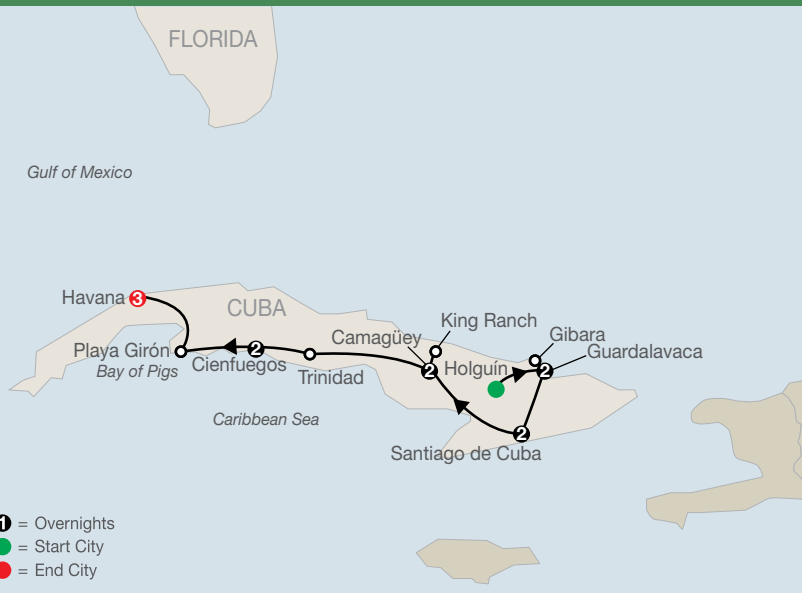 FLORIDA
Gulf of Mexico
Havana 3
CUBA
King Ranch
Camagüey
Gibara
Playa Girón
2
Guardalavaca
Bay of Pigs
Cienfuegos
Holguín
2
2
Trinidad
Caribbean Sea
2
Santiago de Cuba
1 = Overnights
= Start City
= End City